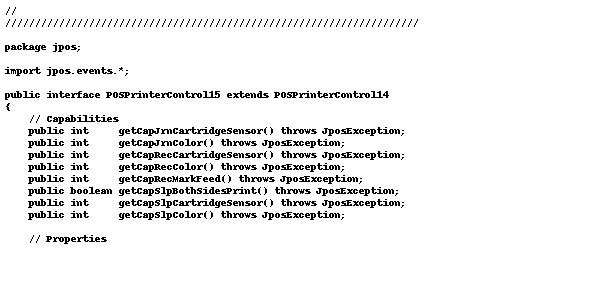 //
/////////////////////////////////////////////////////////////////////

package jpos;

import jpos.events.*;

public interface POSPrinterControl15 extends POSPrinterControl14
{
    // Capabilities
    public int     getCapJrnCartridgeSensor() throws JposException;
    public int     getCapJrnColor() throws JposException;
    public int     getCapRecCartridgeSensor() throws JposException;
    public int     getCapRecColor() throws JposException;
    public int     getCapRecMarkFeed() throws JposException;
    public boolean getCapSlpBothSidesPrint() throws JposException;
    public int     getCapSlpCartridgeSensor() throws JposException;
    public int     getCapSlpColor() throws JposException;

    // Properties